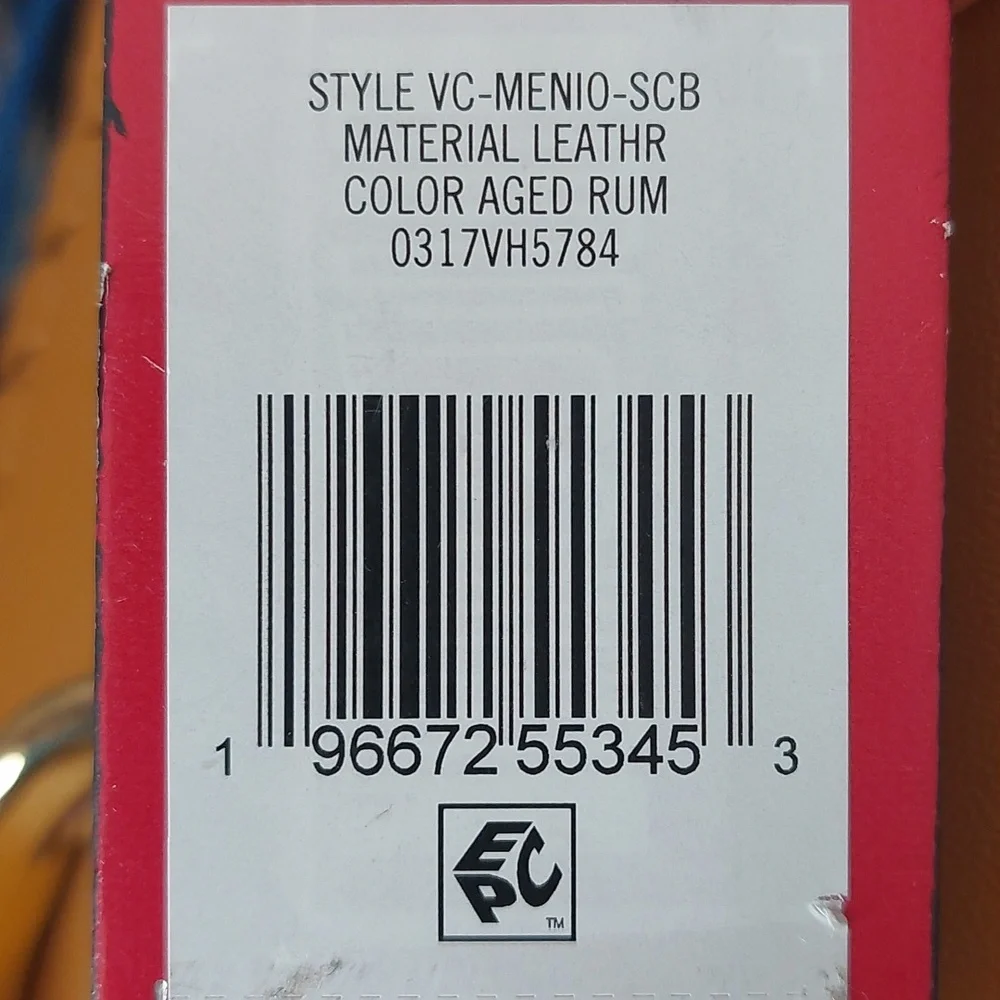 STYLE VC-MENIO-SCB
MATERIAL LEATHR
COLOR AGED RUM
0317VH5784
1 96672 55345 3
EPC
TM